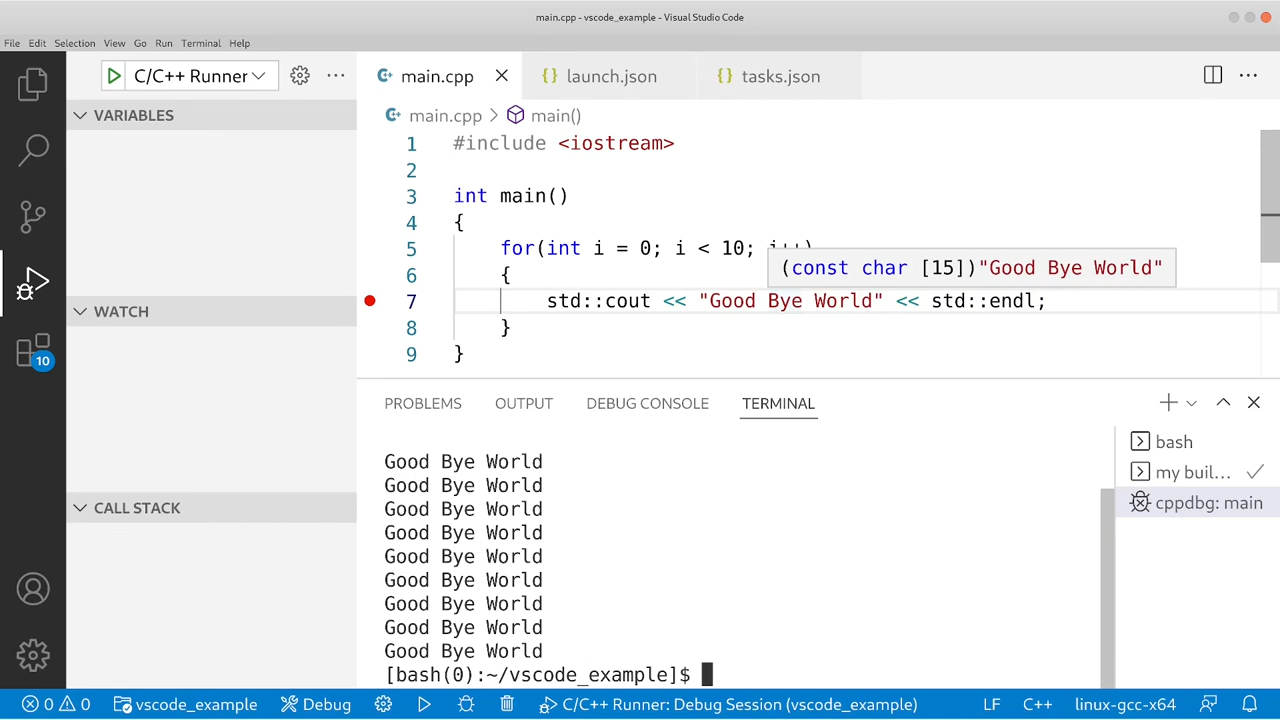 main.cpp - vscode_example - Visual Studio Code
File Edit Selection View Go Run Terminal Help
C/C++ Runner
VARIABLES
WATCH
CALL STACK
10
main.cpp
launch.json
tasks.json
main.cpp > main()
1 #include <iostream>
2
3 int main()
4 {
5 for(int i = 0; i < 10; i++)
(const char [15])"Good Bye World"
6 {
7 std::cout << "Good Bye World" << std::endl;
8 }
9 }
PROBLEMS OUTPUT DEBUG CONSOLE TERMINAL
Good Bye World
Good Bye World
Good Bye World
Good Bye World
Good Bye World
Good Bye World
Good Bye World
Good Bye World
Good Bye World
[bash(0):~/vscode_example]$
bash
my buil...
cppdbg: main
0 0 vscode_example Debug C/C++ Runner: Debug Session (vscode_example) LF C++ linux-gcc-x64